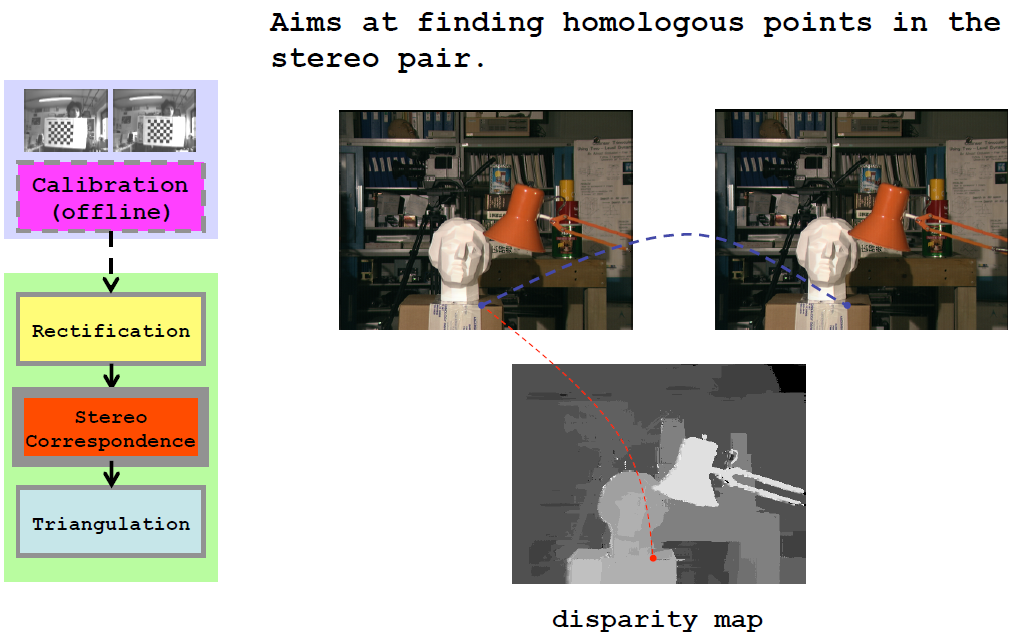 Aims at finding homologous points in the
stereo pair.
Calibration
(offline)
Rectification
Stereo
Correspondence
Triangulation
disparity map